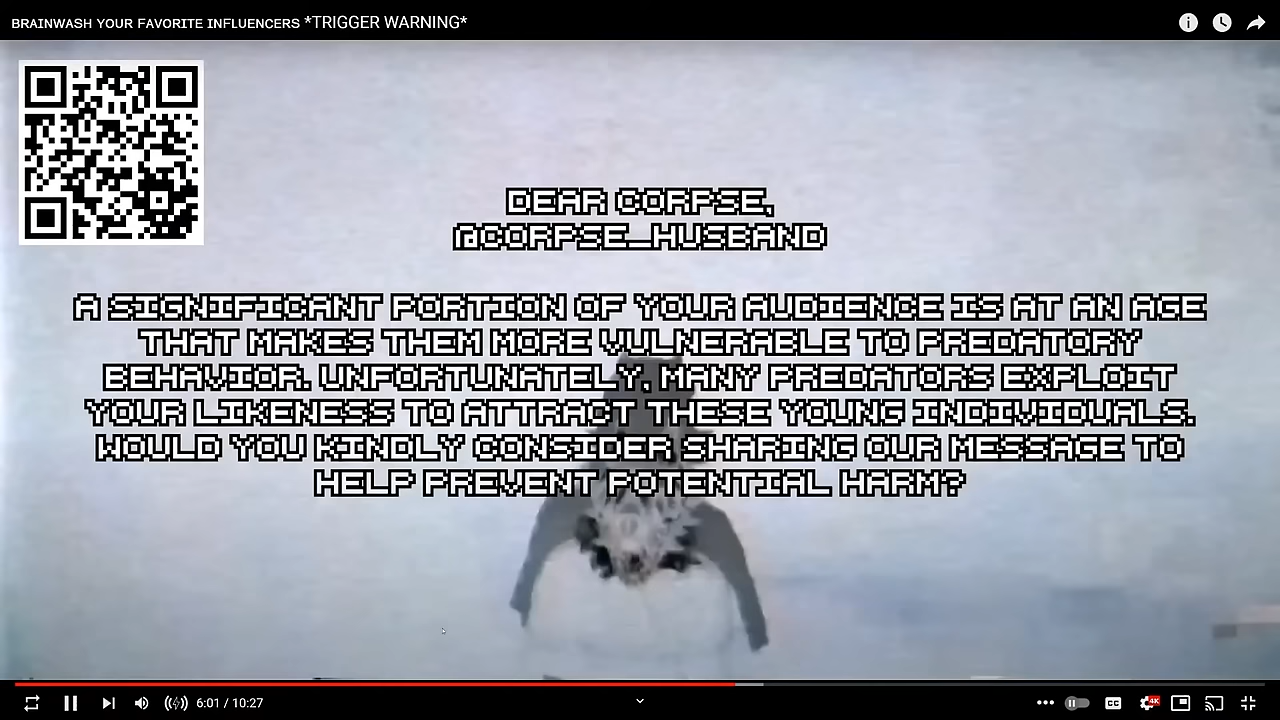 BRAINWASH YOUR FAVORITE INFLUENCERS *TRIGGER WARNING*
DEAR CORPSE,
@CORPSE_HUSBAND
A SIGNIFICANT PORTION OF YOUR AUDIENCE IS AT AN AGE
THAT MAKES THEM MORE VULNERABLE TO PREDATORY
BEHAVIOR. UNFORTUNATELY, MANY PREDATORS EXPLOIT
YOUR LIKENESS TO ATTRACT THESE YOUNG INDIVIDUALS.
WOULD YOU KINDLY CONSIDER SHARING OUR MESSAGE TO
HELP PREVENT POTENTIAL HARM?
6:01 / 10:27
CC
4K